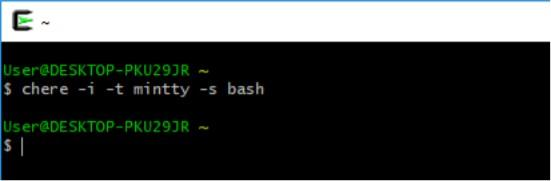 ~
User@DESKTOP-PKU29JR ~
$ chere -i -t mintty -s bash
User@DESKTOP-PKU29JR ~
$